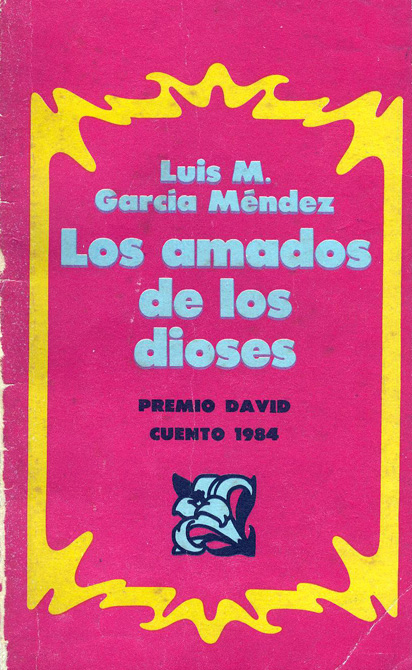 Luis M.
García Méndez
Los amados
de los
dioses
PREMIO DAVID
CUENTO 1984